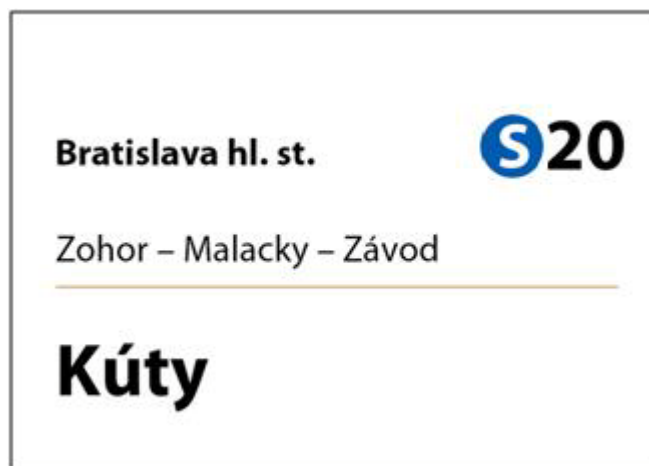 Bratislava hl. st. S20
Zohor – Malacky – Závod
Kúty